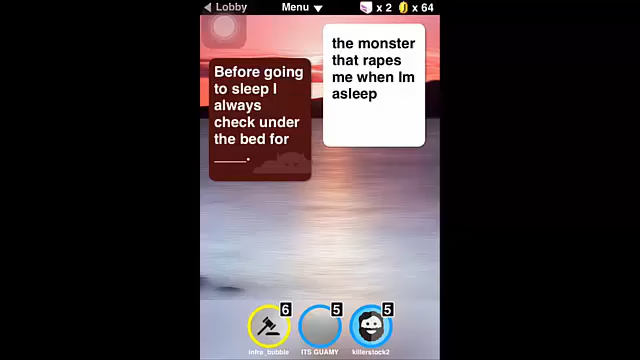 Lobby
Menu
x 2
x 64
Before going
to sleep I
always
check under
the bed for
_____.
the monster
that rapes
me when Im
asleep
6
5
5
infra_bubble
ITS GUAMY
killerstock2